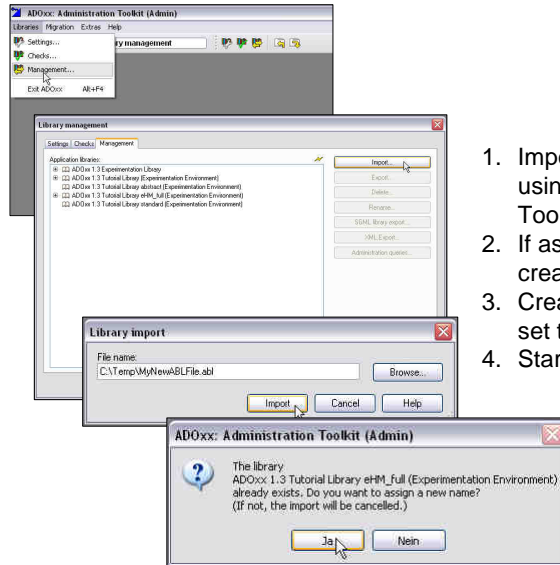 ADOxx: Administration Toolkit (Admin)
Libraries Migration Extras Help
Settings...
Checks...
Management...
Exit ADOxx Alt+F4
ry management
Library management
Settings Checks Management
Application libraries:
ADOxx 1.3 Experimentation Library
ADOxx 1.3 Tutorial Library (Experimentation Environment)
ADOxx 1.3 Tutorial Library abstract (Experimentation Environment)
ADOxx 1.3 Tutorial Library eHM_full (Experimentation Environment)
ADOxx 1.3 Tutorial Library standard (Experimentation Environment)
Import...
Export...
Delete...
Rename...
SGML library export...
XML Export...
Administration queries...
Library import
File name:
C:\Temp\MyNewABLFile.abl
Browse...
Import
Cancel
Help
ADOxx: Administration Toolkit (Admin)
The library
ADOxx 1.3 Tutorial Library eHM_full (Experimentation Environment)
already exists. Do you want to assign a new name?
(If not, the import will be cancelled.)
Ja
Nein
1. Impo
using
Too
2. If as
crea
3. Crea
set t
4. Star